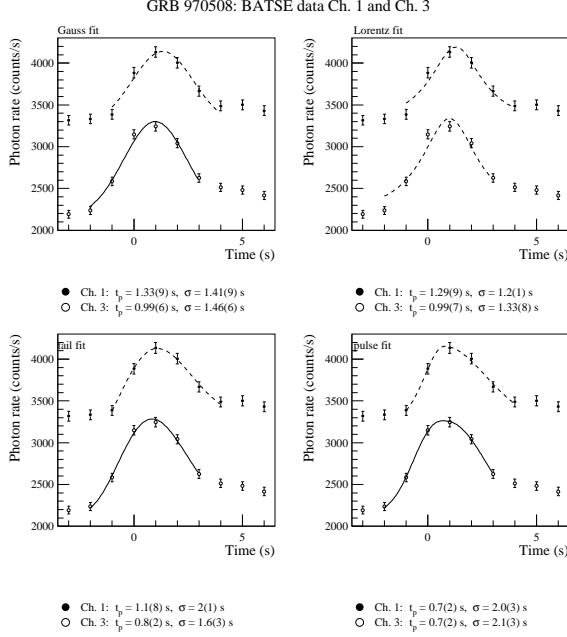 GRB 970508: BATSE data Ch. 1 and Ch. 3
Gauss fit
Photon rate (counts/s)
4000
3500
3000
2500
2000
0
5
Time (s)
Ch. 1: t_p = 1.33(9) s, σ = 1.41(9) s
Ch. 3: t_p = 0.99(6) s, σ = 1.46(6) s
Lorentz fit
Photon rate (counts/s)
4000
3500
3000
2500
2000
0
5
Time (s)
Ch. 1: t_p = 1.29(9) s, σ = 1.2(1) s
Ch. 3: t_p = 0.99(7) s, σ = 1.33(8) s
tail fit
Photon rate (counts/s)
4000
3500
3000
2500
2000
0
5
Time (s)
Ch. 1: t_p = 1.1(8) s, σ = 2(1) s
Ch. 3: t_p = 0.8(2) s, σ = 1.6(3) s
pulse fit
Photon rate (counts/s)
4000
3500
3000
2500
2000
0
5
Time (s)
Ch. 1: t_p = 0.7(2) s, σ = 2.0(3) s
Ch. 3: t_p = 0.7(2) s, σ = 2.1(3) s